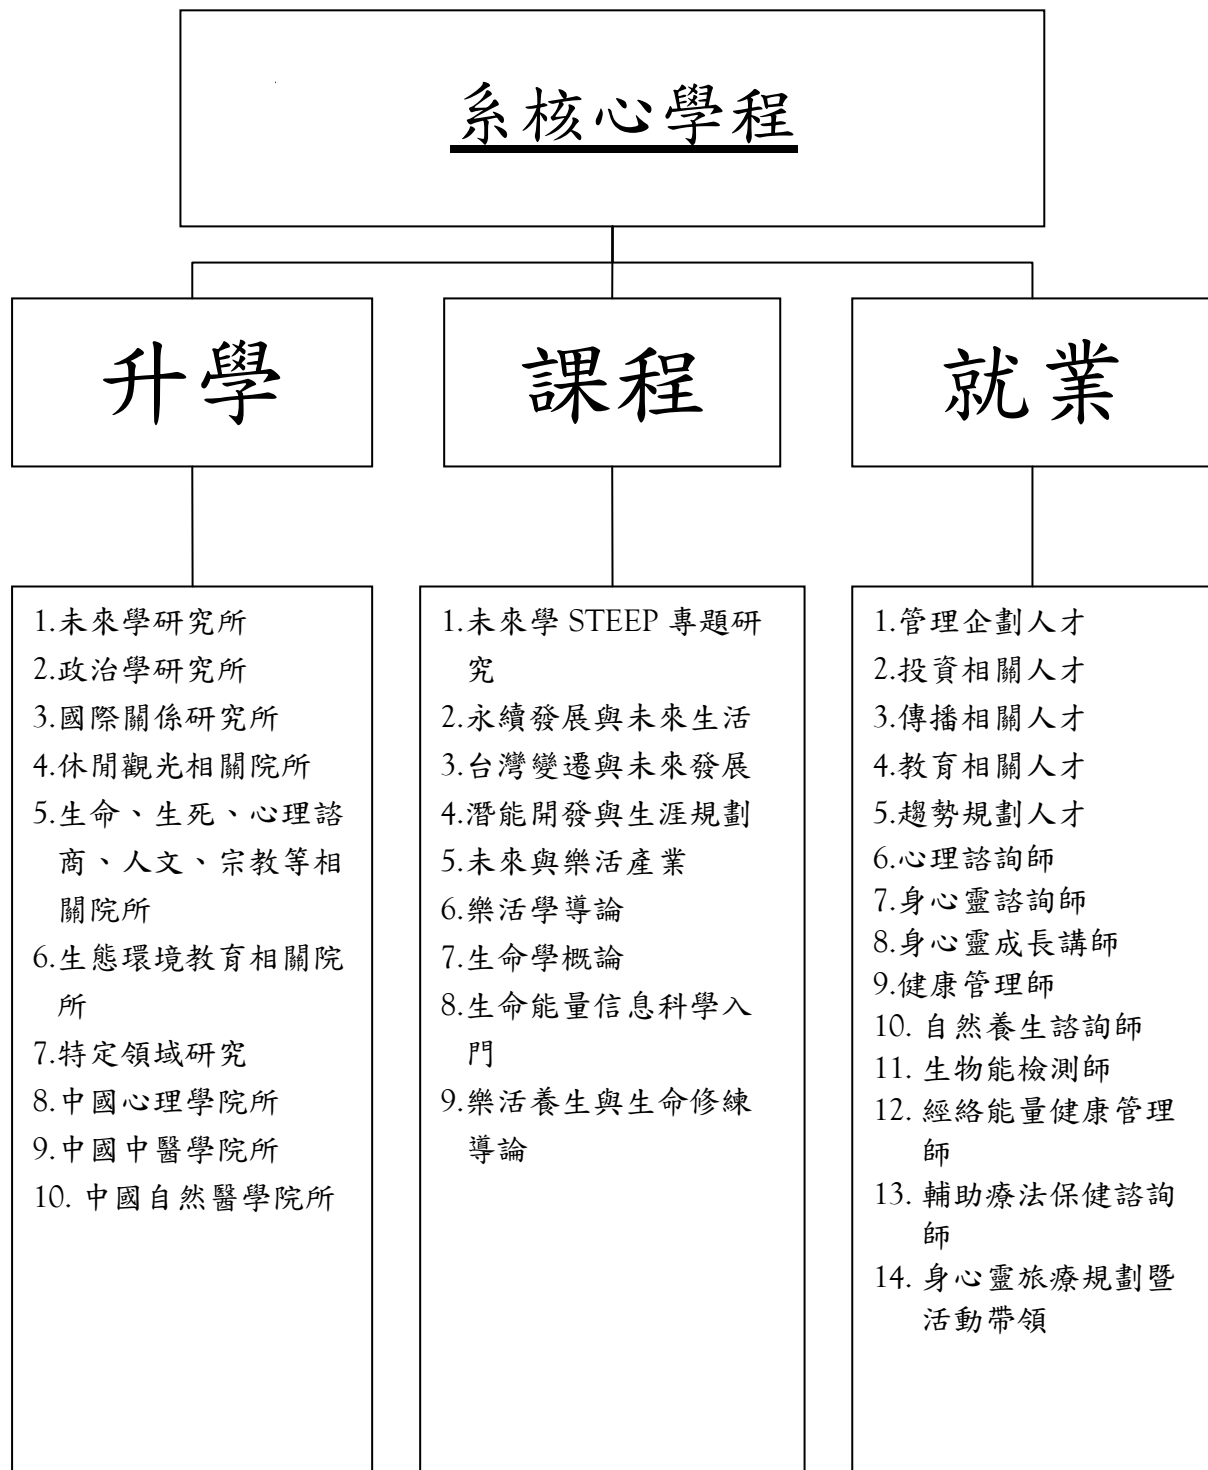 系核心學程
升學
課程
就業
1.未來學研究所
2.政治學研究所
3.國際關係研究所
4.休閒觀光相關院所
5.生命、生死、心理諮
商、人文、宗教等相
關院所
6.生態環境教育相關院
所
7.特定領域研究
8.中國心理學院所
9.中國中醫學院所
10. 中國自然醫學院所
1.未來學 STEEP 專題研
究
2.永續發展與未來生活
3.台灣變遷與未來發展
4.潛能開發與生涯規劃
5.未來與樂活產業
6.樂活學導論
7.生命學概論
8.生命能量信息科學入
門
9.樂活養生與生命修練
導論
1.管理企劃人才
2.投資相關人才
3.傳播相關人才
4.教育相關人才
5.趨勢規劃人才
6.心理諮詢師
7.身心靈諮詢師
8.身心靈成長講師
9.健康管理師
10. 自然養生諮詢師
11. 生物能檢測師
12. 經絡能量健康管理
師
13. 輔助療法保健諮詢
師
14. 身心靈旅療規劃暨
活動帶領